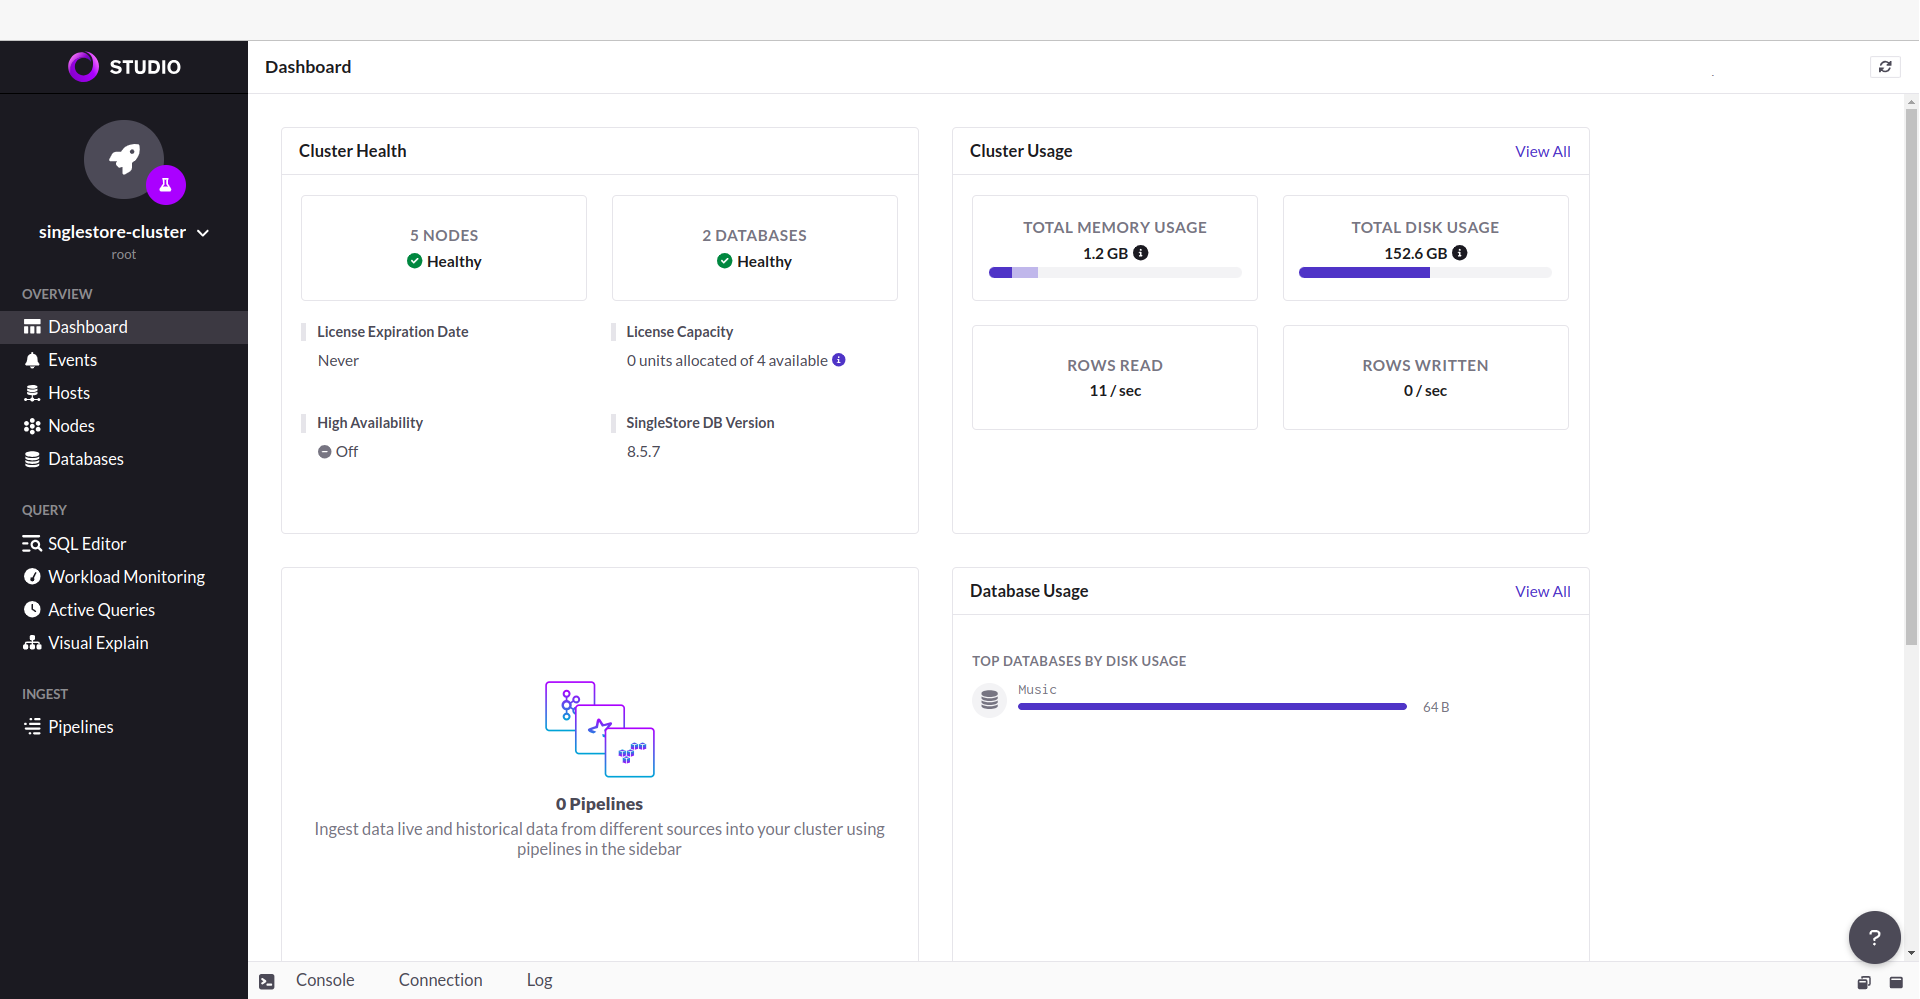 STUDIO
Dashboard
singlestore-cluster
root
OVERVIEW
Dashboard
Events
Hosts
Nodes
Databases
QUERY
SQL Editor
Workload Monitoring
Active Queries
Visual Explain
INGEST
Pipelines
Cluster Health
5 NODES
Healthy
2 DATABASES
Healthy
License Expiration Date
Never
License Capacity
0 units allocated of 4 available
High Availability
Off
SingleStore DB Version
8.5.7
Cluster Usage
View All
TOTAL MEMORY USAGE
1.2 GB
TOTAL DISK USAGE
152.6 GB
ROWS READ
11 / sec
ROWS WRITTEN
0 / sec
0 Pipelines
Ingest data live and historical data from different sources into your cluster using
pipelines in the sidebar
Database Usage
View All
TOP DATABASES BY DISK USAGE
Music
64 B
?
Console
Connection
Log